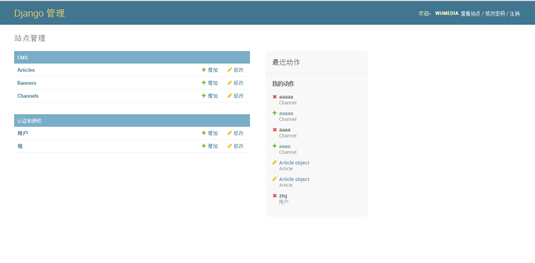 Django 管理
欢迎， WHMEDIA. 查看站点 / 修改密码 / 注销
站点管理
CMS
Articles 增加 修改
Banners 增加 修改
Channels 增加 修改
认证和授权
用户 增加 修改
组 增加 修改
最近动作
我的动作
aaaaa
Channel
aaaaa
Channel
aaaa
Channel
aaaa
Channel
Article object
Article
Article object
Article
zkg
用户